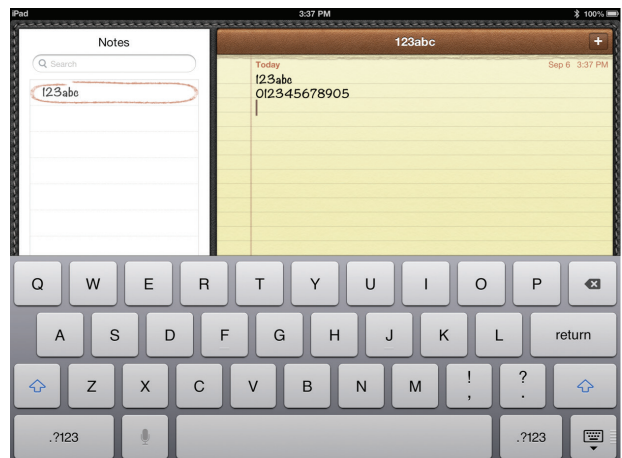 iPad 3:37 PM 100%
Notes 123abc +
Search
Today Sep 6 3:37 PM
123abc
123abc
012345678905
Q W E R T Y U I O P
A S D F G H J K L return
Z X C V B N M ! , ? .
.?123 .?123